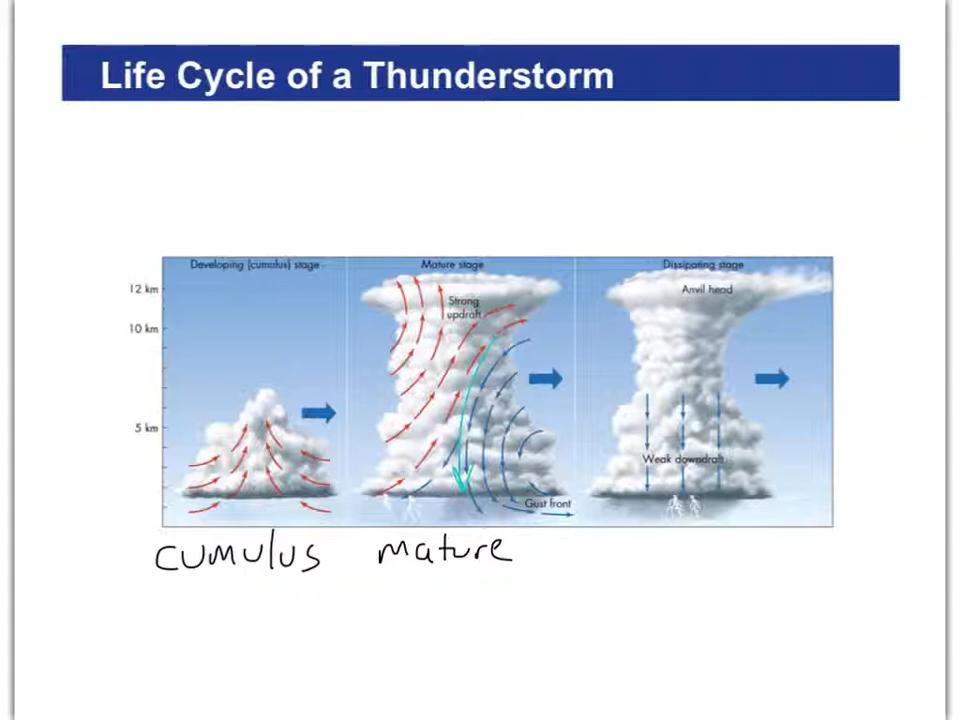 Life Cycle of a Thunderstorm
Developing (cumulus) stage
Mature stage
Dissipating stage
12 km
10 km
5 km
Strong
updraft
Gust front
Anvil head
Weak downdraft
cumulus
mature